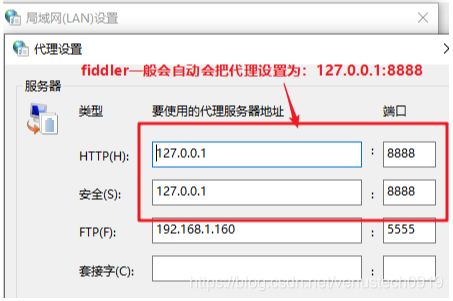 局域网(LAN)设置
代理设置
fiddler一般会自动会把代理设置为：127.0.0.1:8888
服务器
类型 要使用的代理服务器地址 端口
HTTP(H): 127.0.0.1 : 8888
安全(S): 127.0.0.1 : 8888
FTP(F): 192.168.1.160 : 5555
套接字(C): :
https://blog.csdn.net/venustech0919